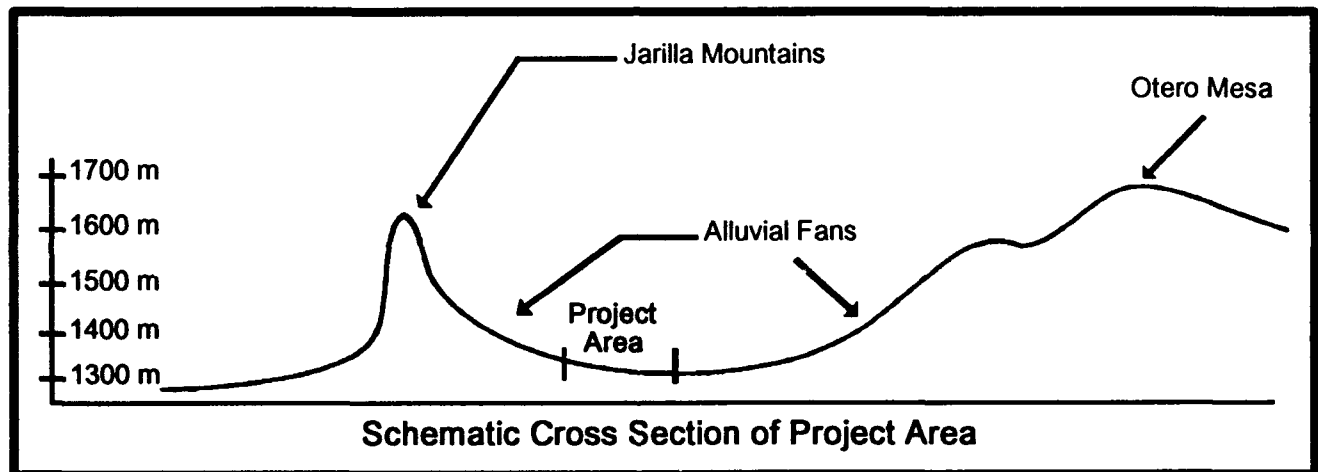 Jarilla Mountains
Otero Mesa
1700 m
1600 m
Alluvial Fans
1500 m
Project
Area
1400 m
1300 m
Schematic Cross Section of Project Area